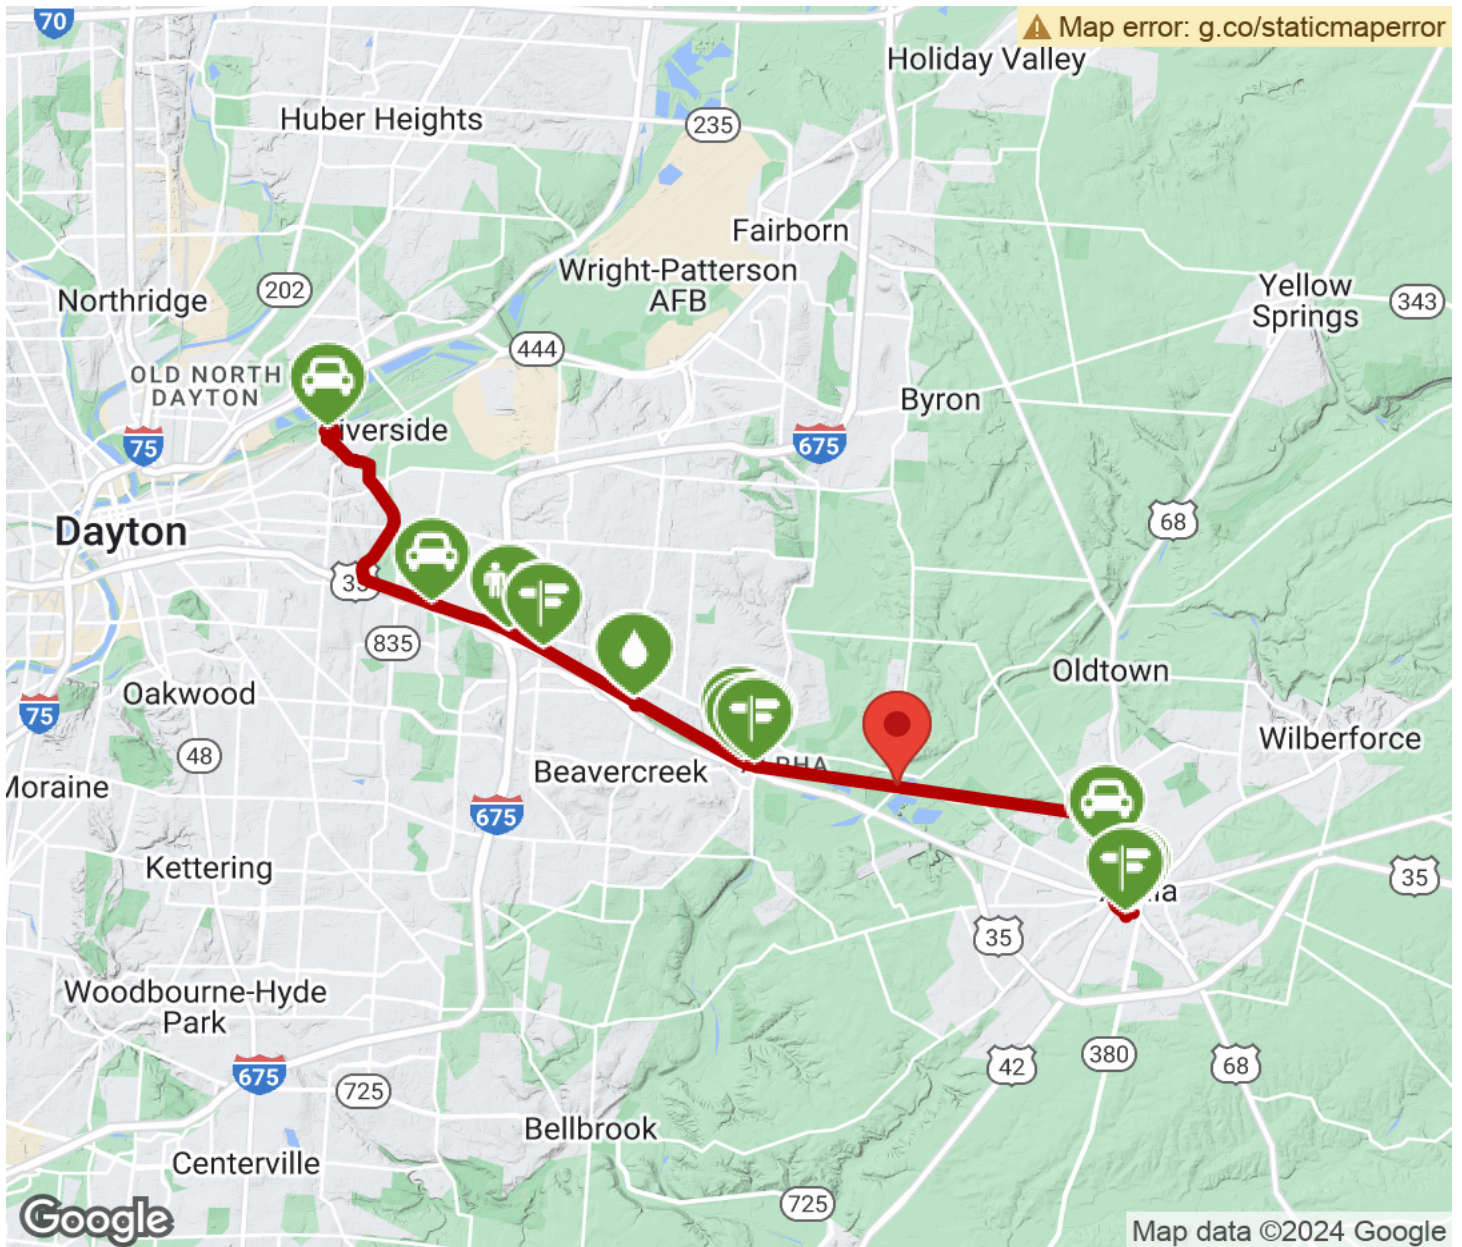 70
Map error: g.co/staticmaperror
Holiday Valley
Huber Heights
235
Fairborn
Wright-Patterson
AFB
Yellow
Springs
343
202
Northridge
444
OLD NORTH
DAYTON
Byron
iverside
75
675
68
Dayton
835
Oldtown
Oakwood
75
48
Wilberforce
Beavercreek
Moraine
675
Kettering
35
35
Woodbourne-Hyde
Park
675
725
42
380
68
Bellbrook
Centerville
725
Google
Map data ©2024 Google